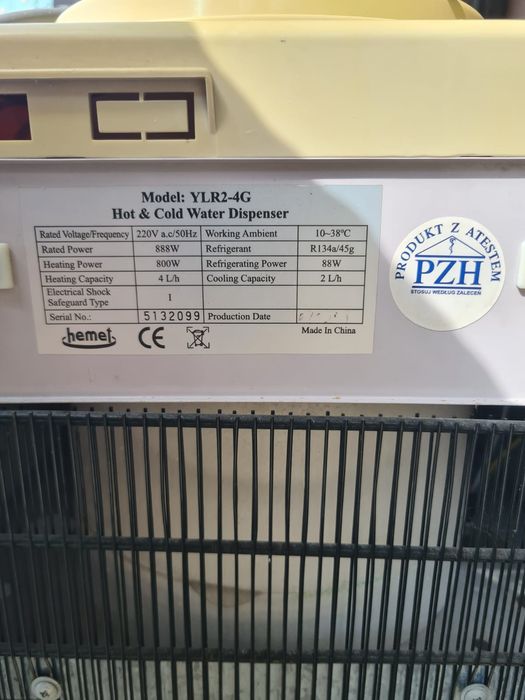 Model: YLR2-4G
Hot & Cold Water Dispenser
Rated Voltage/Frequency 220V a.c/50Hz Working Ambient 10~38℃
Rated Power 888W Refrigerant R134a/45g
Heating Power 800W Refrigerating Power 88W
Heating Capacity 4 L/h Cooling Capacity 2 L/h
Electrical Shock
Safeguard Type I
Serial No.: 5132099 Production Date
hemet CE Made In China
PRODUKT Z ATESTEM
PZH
STOSUJ WEDŁUG ZALECEŃ